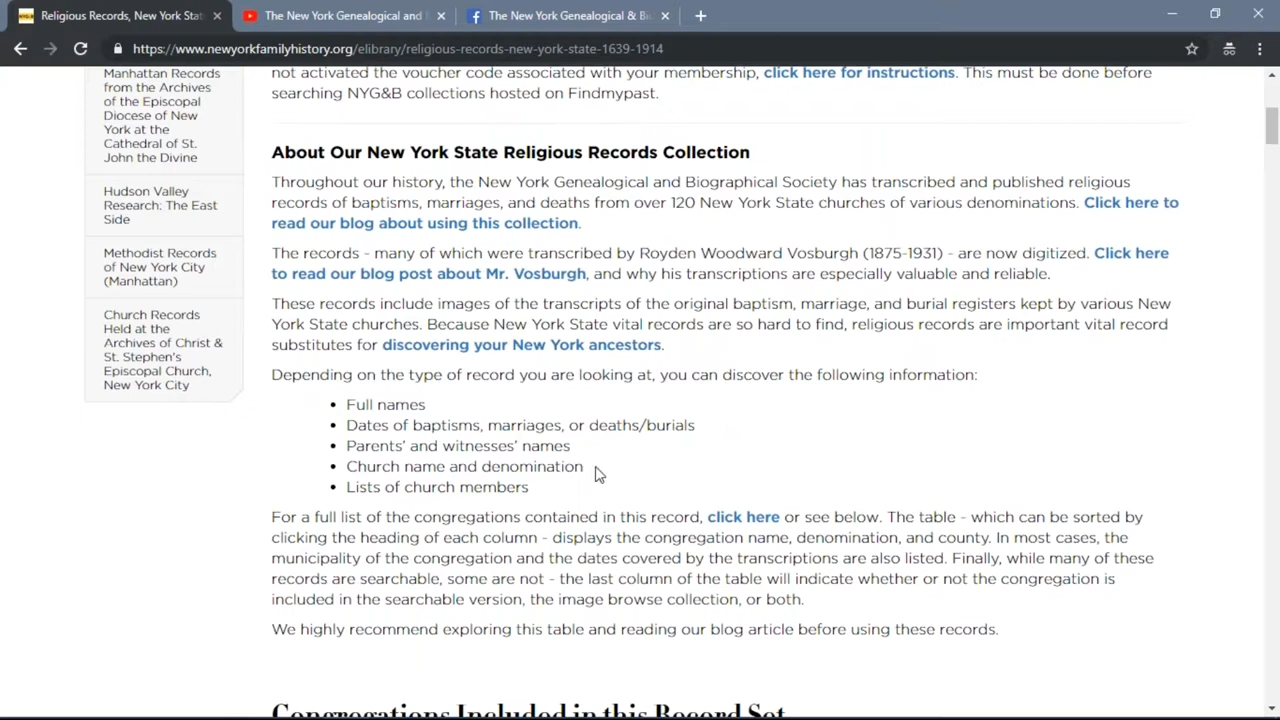 Religious Records, New York Stat
The New York Genealogical and
The New York Genealogical & Bi
https://www.newyorkfamilyhistory.org/elibrary/religious-records-new-york-state-1639-1914
Manhattan Records
from the Archives
of the Episcopal
Diocese of New
York at the
Cathedral of St.
John the Divine
Hudson Valley
Research: The East
Side
Methodist Records
of New York City
(Manhattan)
Church Records
Held at the
Archives of Christ &
St. Stephen's
Episcopal Church,
New York City
not activated the voucher code associated with your membership, click here for instructions. This must be done before
searching NYG&B collections hosted on Findmypast.
About Our New York State Religious Records Collection
Throughout our history, the New York Genealogical and Biographical Society has transcribed and published religious
records of baptisms, marriages, and deaths from over 120 New York State churches of various denominations. Click here to
read our blog about using this collection.
The records - many of which were transcribed by Royden Woodward Vosburgh (1875-1931) - are now digitized. Click here
to read our blog post about Mr. Vosburgh, and why his transcriptions are especially valuable and reliable.
These records include images of the transcripts of the original baptism, marriage, and burial registers kept by various New
York State churches. Because New York State vital records are so hard to find, religious records are important vital record
substitutes for discovering your New York ancestors.
Depending on the type of record you are looking at, you can discover the following information:
• Full names
• Dates of baptisms, marriages, or deaths/burials
• Parents’ and witnesses’ names
• Church name and denomination
• Lists of church members
For a full list of the congregations contained in this record, click here or see below. The table - which can be sorted by
clicking the heading of each column - displays the congregation name, denomination, and county. In most cases, the
municipality of the congregation and the dates covered by the transcriptions are also listed. Finally, while many of these
records are searchable, some are not - the last column of the table will indicate whether or not the congregation is
included in the searchable version, the image browse collection, or both.
We highly recommend exploring this table and reading our blog article before using these records.
Congregations Included in this Record Set